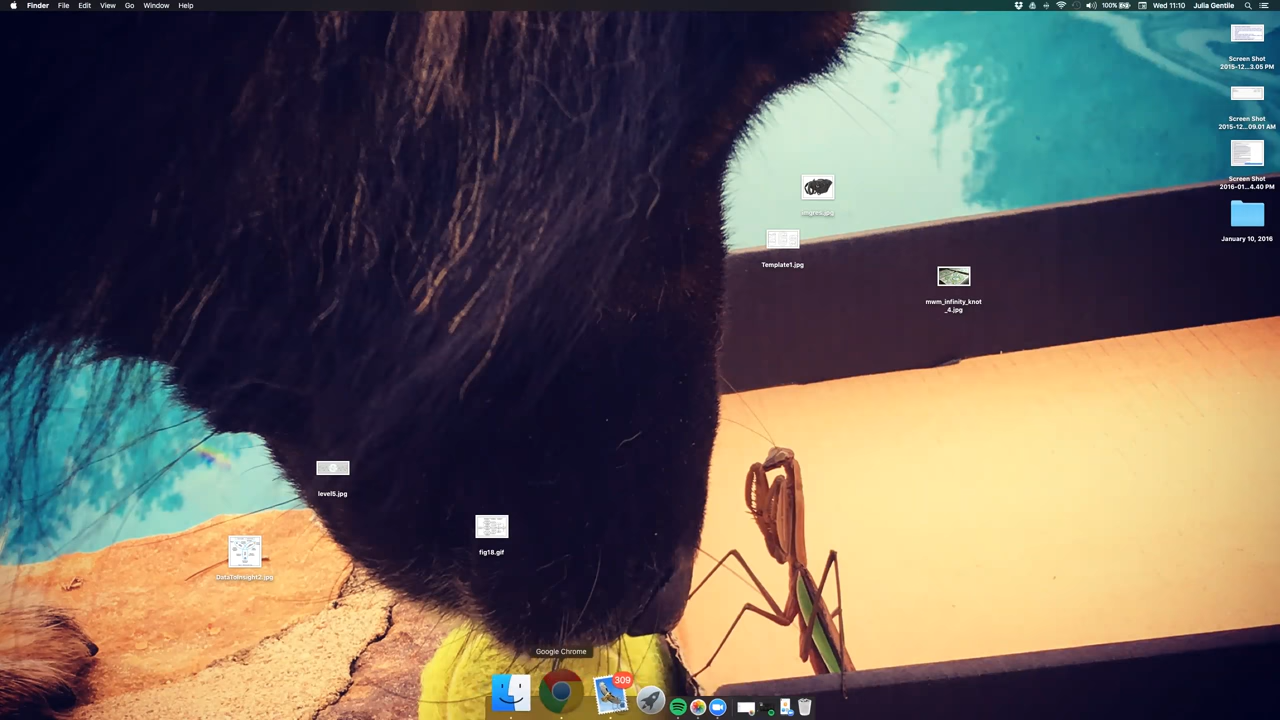 Finder File Edit View Go Window Help
100% Wed 11:10 Julia Gentile
Screen Shot
2015-12...3.05 PM
Screen Shot
2015-12...09.01 AM
Screen Shot
2016-01...4.40 PM
January 10, 2016
Template1.jpg
mwm_infinity_knot
_4.jpg
level5.jpg
fig18.gif
DataToInsight2.jpg
Google Chrome
309